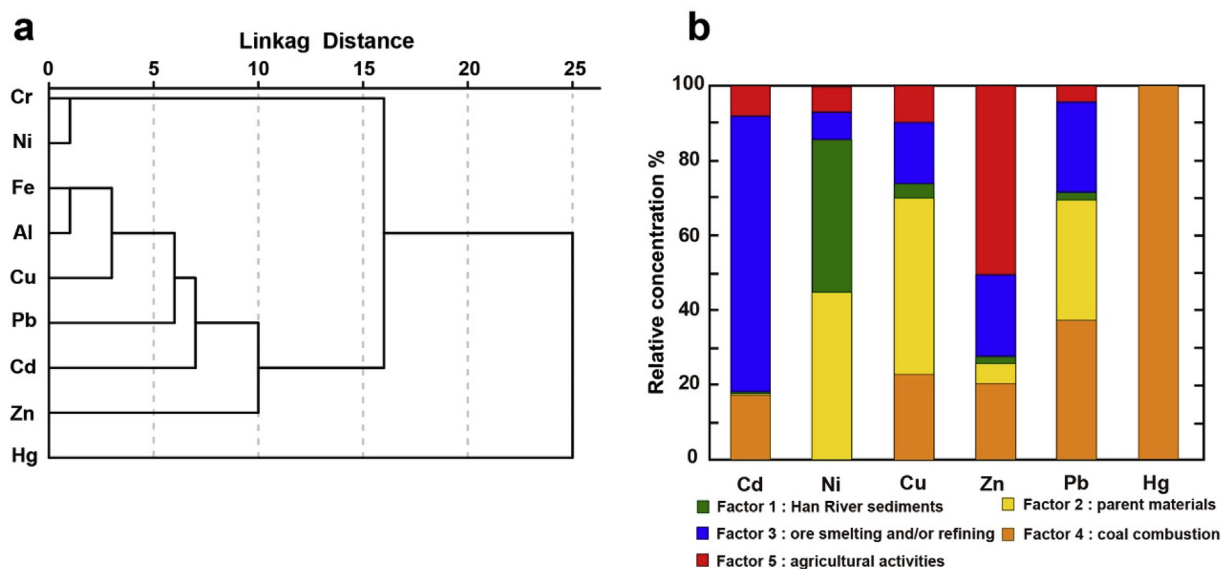 a
Linkag Distance
0 5 10 15 20 25
Cr
Ni
Fe
Al
Cu
Pb
Cd
Zn
Hg
b
100
80
60
40
20
0
Relative concentration %
Cd Ni Cu Zn Pb Hg
Factor 1 : Han River sediments
Factor 2 : parent materials
Factor 3 : ore smelting and/or refining
Factor 4 : coal combustion
Factor 5 : agricultural activities